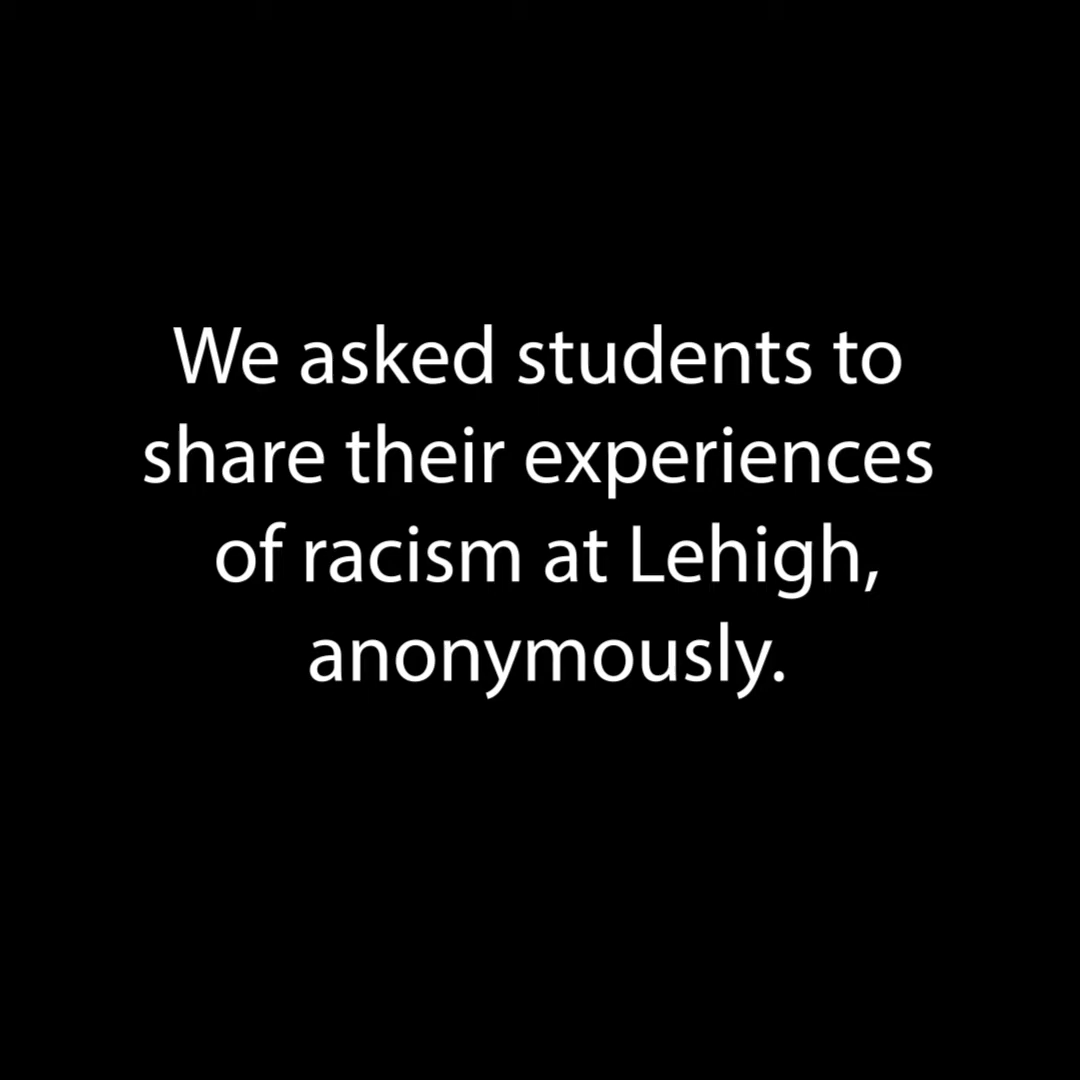 We asked students to
share their experiences
of racism at Lehigh,
anonymously.